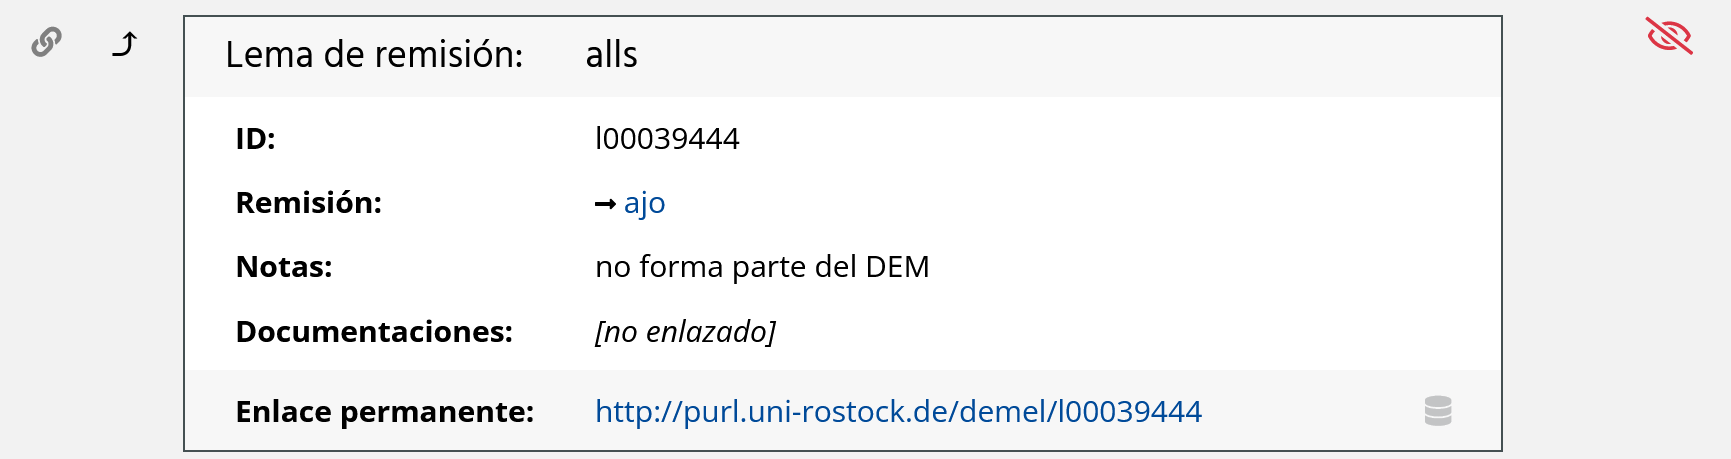 Lema de remisión: alls
ID: l00039444
Remisión: ➞ ajo
Notas: no forma parte del DEM
Documentaciones: [no enlazado]
Enlace permanente: http://purl.uni-rostock.de/demel/l00039444